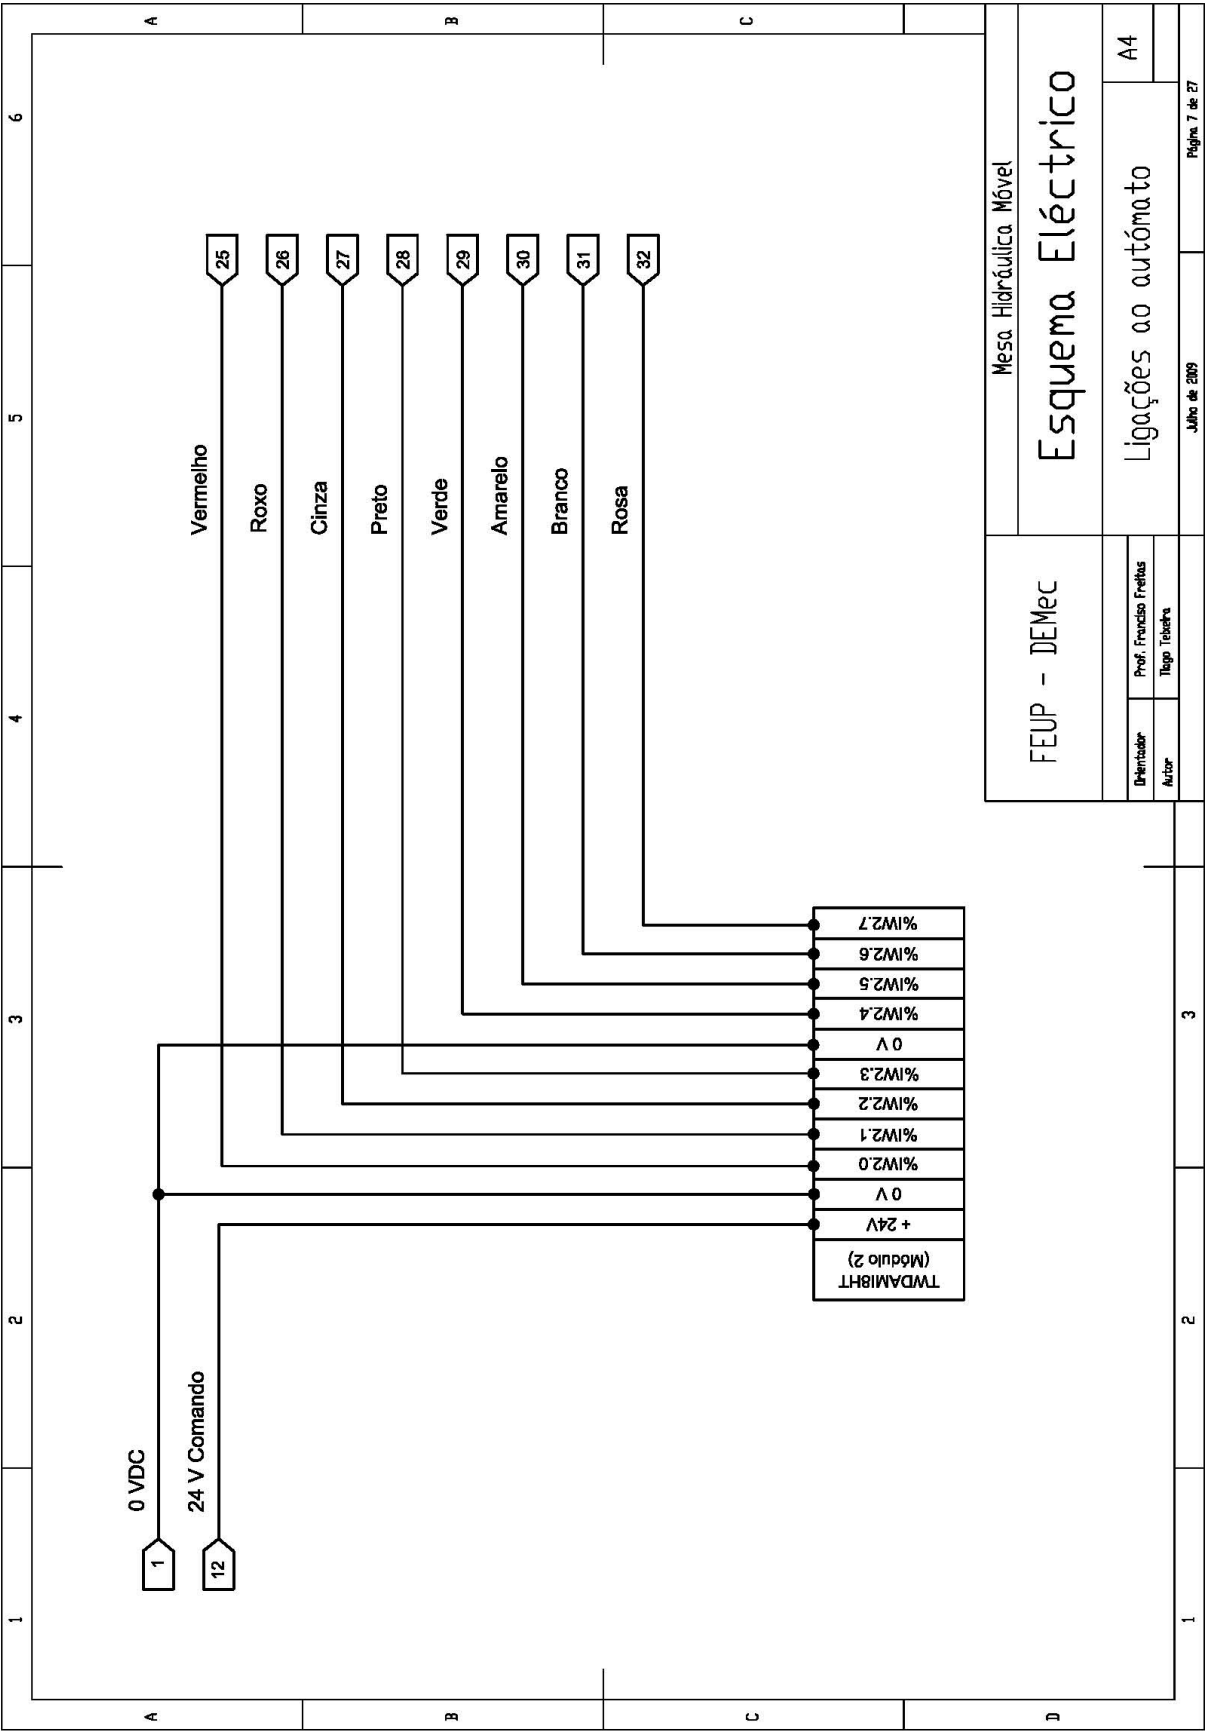 1 2 3 4 5 6
A
A
B
B
C
C
D
1
0 VDC
12
24 V Comando
Vermelho
25
Roxo
26
Cinza
27
Preto
28
Verde
29
Amarelo
30
Branco
31
Rosa
32
TWDAMI8HT
(Módulo 2)
+ 24V
0 V
%IW2.0
%IW2.1
%IW2.2
%IW2.3
0 V
%IW2.4
%IW2.5
%IW2.6
%IW2.7
FEUP - DEMec
Mesa Hidráulica Móvel
Esquema Eléctrico
Orientador
Prof. Franciso Freitas
Autor
Tiago Teixeira
Ligações ao autómato
A4
Julho de 2009
Página 7 de 27
1 2 3